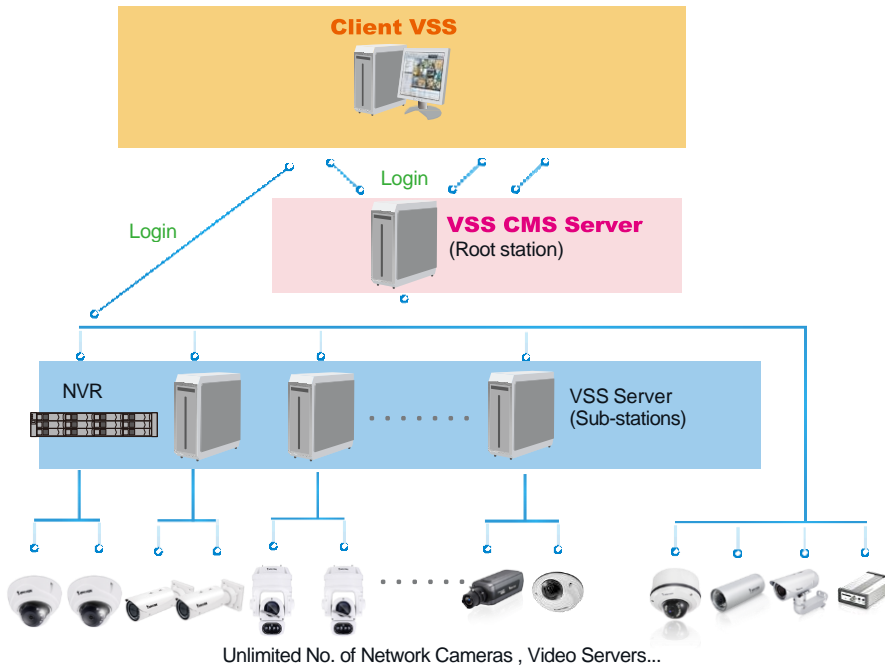 Client VSS
Login
Login
VSS CMS Server
(Root station)
NVR
VSS Server
(Sub-stations)
Unlimited No. of Network Cameras , Video Servers...